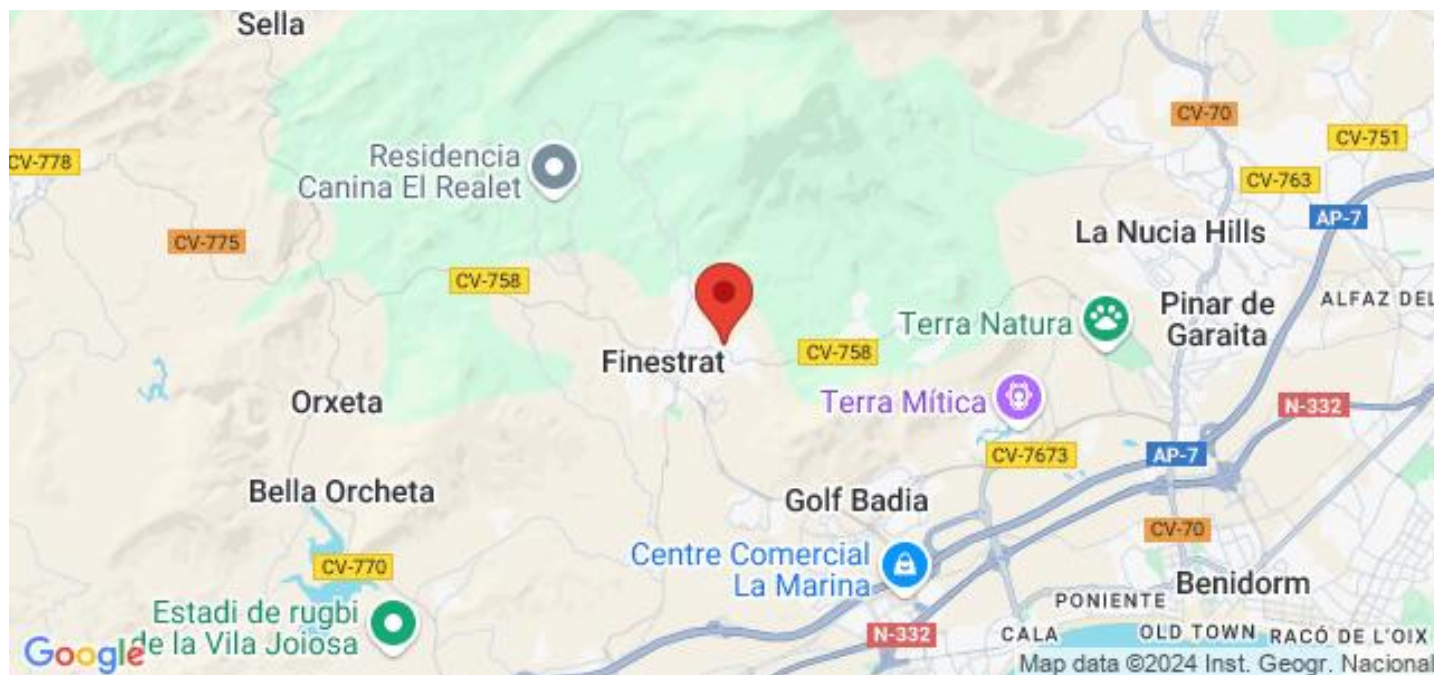 Sella
CV-70
CV-751
CV-778
Residencia
Canina El Realet
CV-763
AP-7
CV-775
La Nucia Hills
CV-758
Terra Natura
Pinar de
Garaita
ALFAZ DEL
Finestrat
CV-758
Orxeta
Terra Mítica
N-332
CV-7673
AP-7
Bella Orcheta
Golf Badia
CV-70
Centre Comercial
La Marina
CV-770
Benidorm
PONIENTE
Estadi de rugbi
de la Vila Joiosa
N-332
CALA
OLD TOWN
RACÓ DE L'OIX
Google
Map data ©2024 Inst. Geogr. Nacional